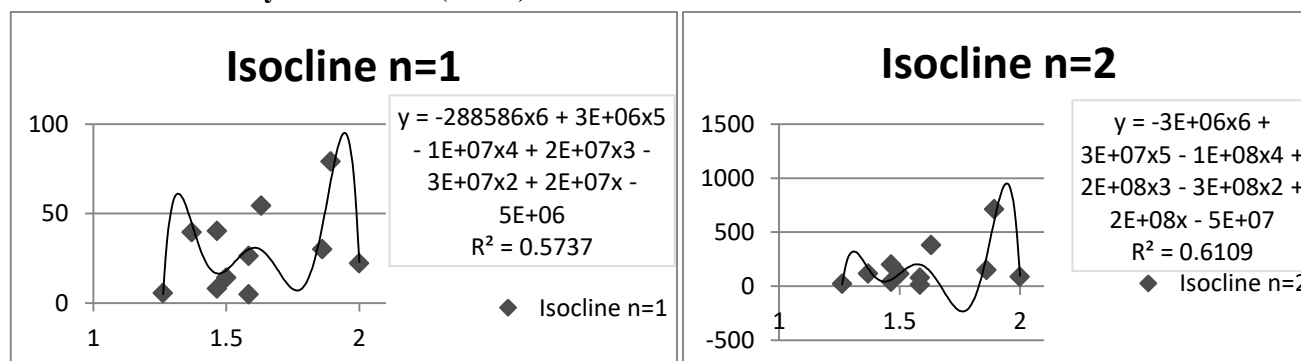 Isocline n=1
y = -288586x6 + 3E+06x5
- 1E+07x4 + 2E+07x3 -
3E+07x2 + 2E+07x -
5E+06
R² = 0.5737
100
50
0
1
1.5
2
Isocline n=1
Isocline n=2
y = -3E+06x6 +
3E+07x5 - 1E+08x4 +
2E+08x3 - 3E+08x2 +
2E+08x - 5E+07
R² = 0.6109
1500
1000
500
0
-500
1
1.5
2
Isocline n=2